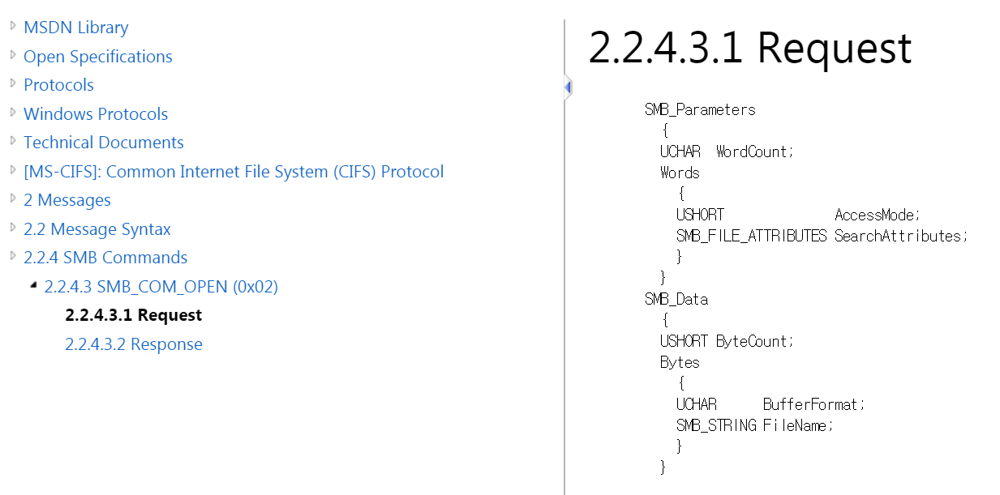 MSDN Library
Open Specifications
Protocols
Windows Protocols
Technical Documents
[MS-CIFS]: Common Internet File System (CIFS) Protocol
2 Messages
2.2 Message Syntax
2.2.4 SMB Commands
2.2.4.3 SMB_COM_OPEN (0x02)
2.2.4.3.1 Request
2.2.4.3.2 Response
2.2.4.3.1 Request
SMB_Parameters
{
UCHAR WordCount;
Words
{
USHORT AccessMode;
SMB_FILE_ATTRIBUTES SearchAttributes;
}
}
SMB_Data
{
USHORT ByteCount;
Bytes
{
UCHAR BufferFormat;
SMB_STRING FileName;
}
}